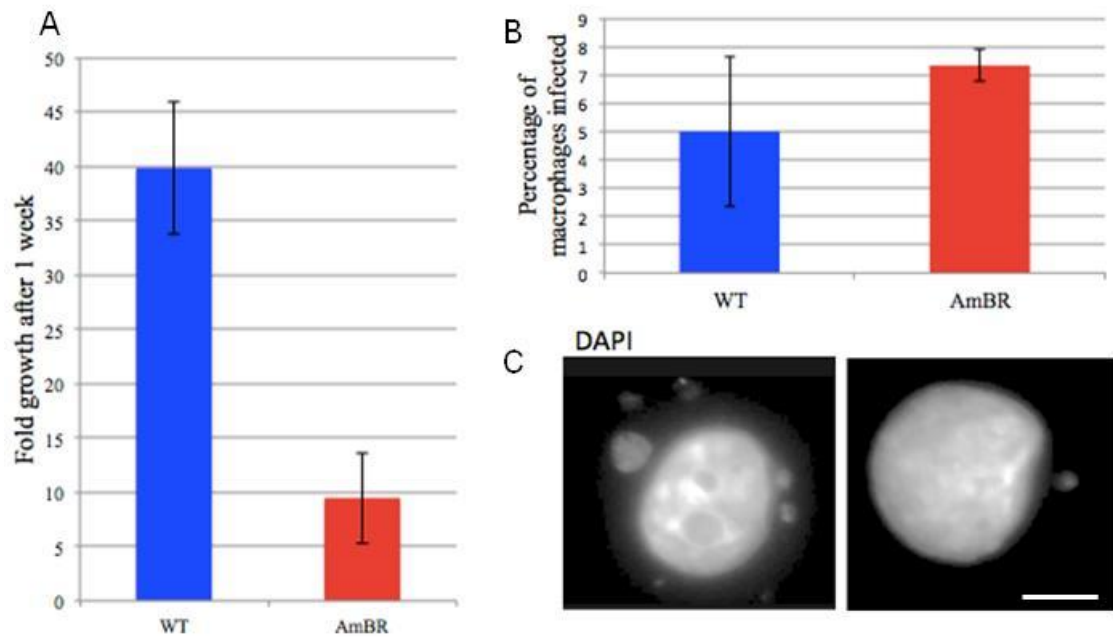 A
Fold growth after 1 week
50
45
40
35
30
25
20
15
10
5
0
WT
AmBR
B
Percentage of
macrophages infected
9
8
7
6
5
4
3
2
1
0
WT
AmBR
C
DAPI